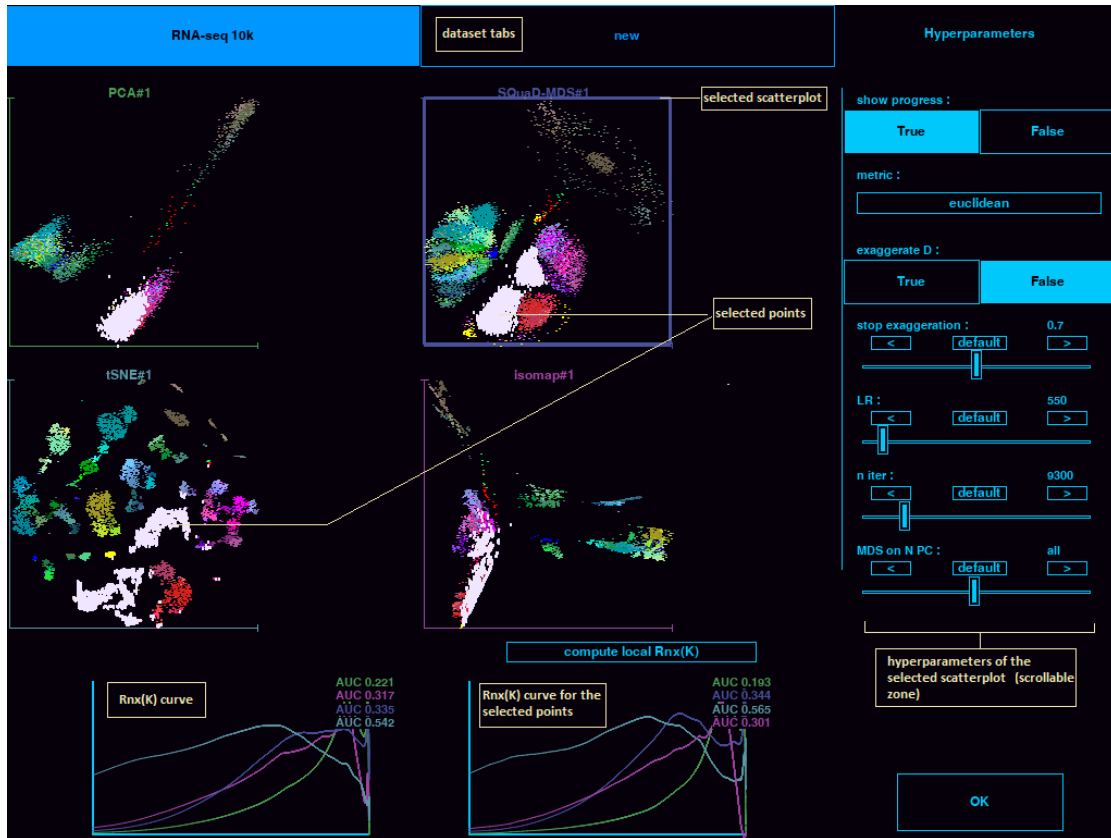 RNA-seq 10k
dataset tabs
new
Hyperparameters
PCA#1
SQuaD-MDS#1
selected scatterplot
show progress :
True
False
metric :
euclidean
exaggerate D :
True
False
selected points
stop exaggeration :
0.7
<
default
>
tSNE#1
isomap#1
LR :
550
<
default
>
n iter :
9300
<
default
>
MDS on N PC :
all
<
default
>
compute local Rnx(K)
hyperparameters of the
selected scatterplot (scrollable
zone)
Rnx(K) curve
AUC 0.221
AUC 0.317
AUC 0.335
AUC 0.542
Rnx(K) curve for the
selected points
AUC 0.193
AUC 0.344
AUC 0.565
AUC 0.301
OK